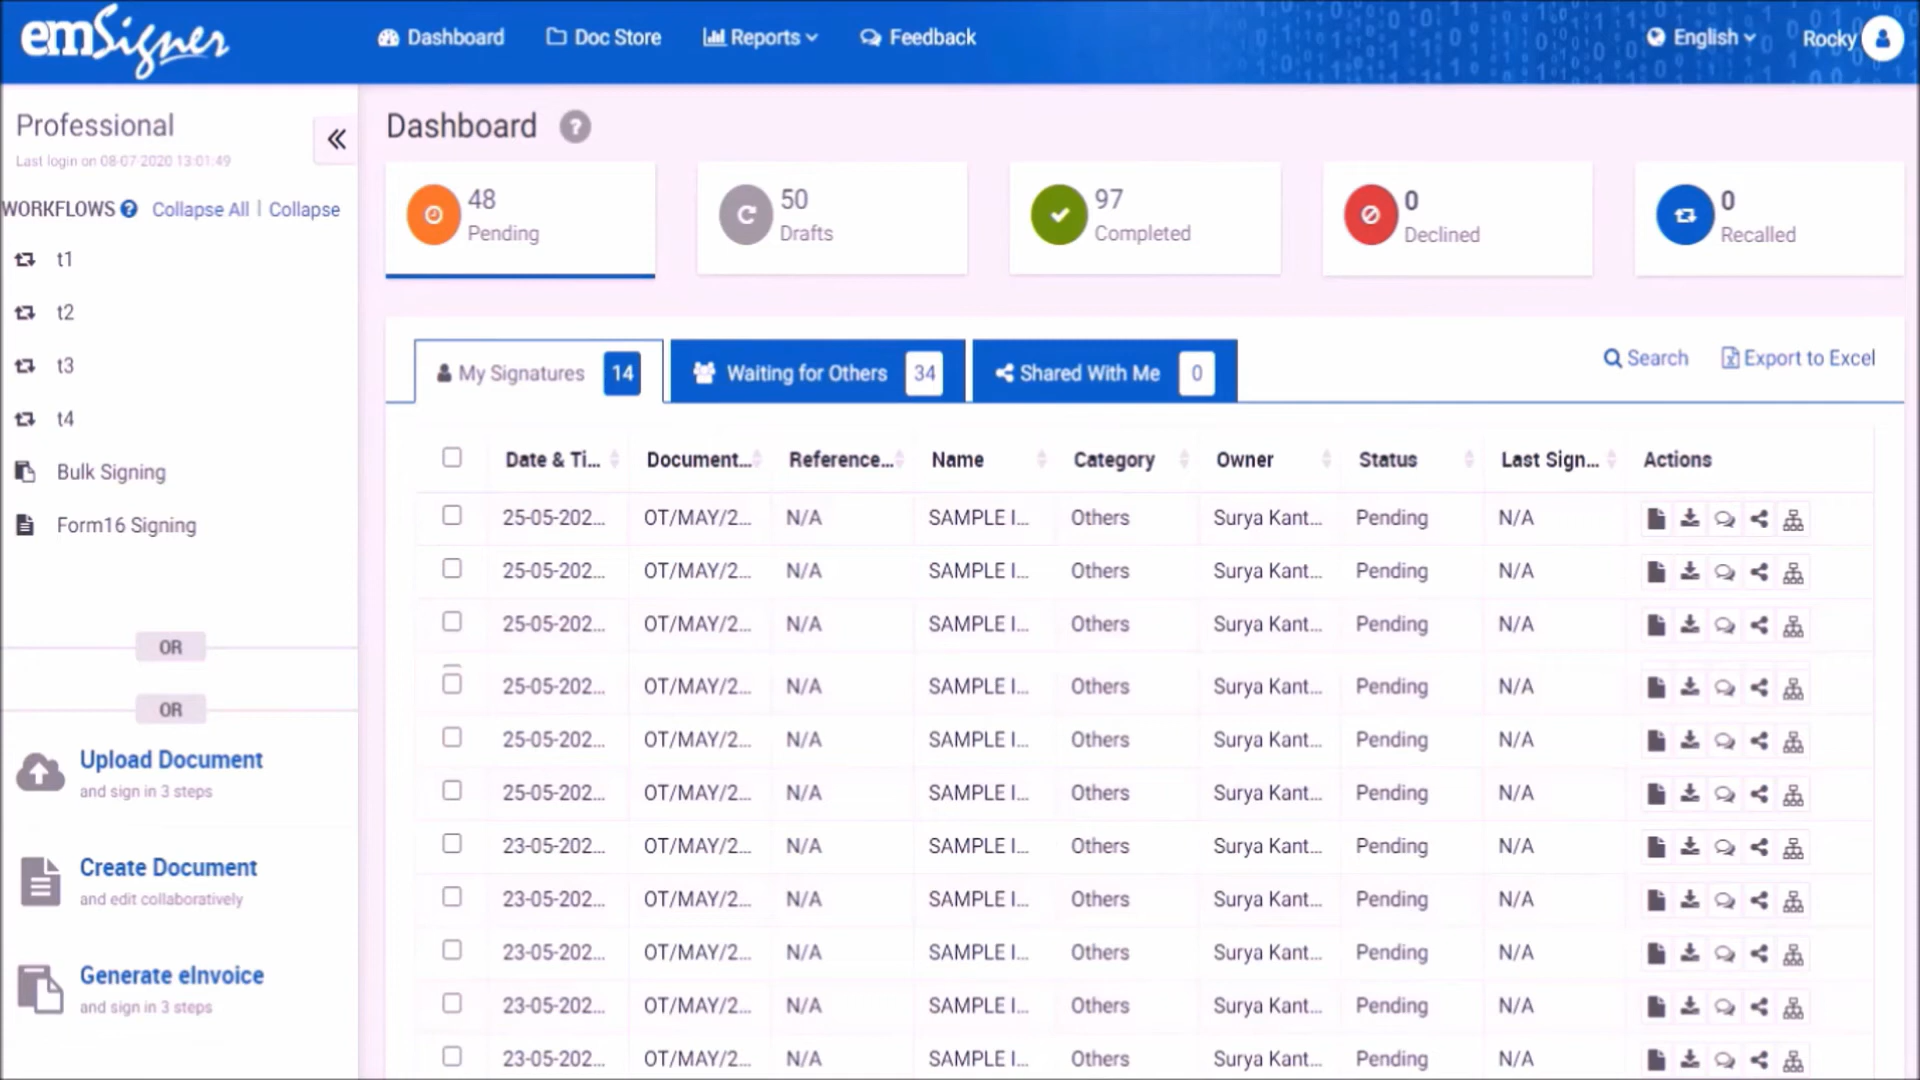 emSigner
Dashboard Doc Store Reports Feedback English Rocky
Professional
Last login on 08-07-2020 13:01:49
WORKFLOWS Collapse All | Collapse
t1
t2
t3
t4
Bulk Signing
Form16 Signing
OR
OR
Upload Document
and sign in 3 steps
Create Document
and edit collaboratively
Generate eInvoice
and sign in 3 steps
Dashboard
48
Pending
50
Drafts
97
Completed
0
Declined
0
Recalled
My Signatures 14 Waiting for Others 34 Shared With Me 0 Search Export to Excel
Date & Ti... Document... Reference... Name Category Owner Status Last Sign... Actions
25-05-202... OT/MAY/2... N/A SAMPLE I... Others Surya Kant... Pending N/A
25-05-202... OT/MAY/2... N/A SAMPLE I... Others Surya Kant... Pending N/A
25-05-202... OT/MAY/2... N/A SAMPLE I... Others Surya Kant... Pending N/A
25-05-202... OT/MAY/2... N/A SAMPLE I... Others Surya Kant... Pending N/A
25-05-202... OT/MAY/2... N/A SAMPLE I... Others Surya Kant... Pending N/A
25-05-202... OT/MAY/2... N/A SAMPLE I... Others Surya Kant... Pending N/A
23-05-202... OT/MAY/2... N/A SAMPLE I... Others Surya Kant... Pending N/A
23-05-202... OT/MAY/2... N/A SAMPLE I... Others Surya Kant... Pending N/A
23-05-202... OT/MAY/2... N/A SAMPLE I... Others Surya Kant... Pending N/A
23-05-202... OT/MAY/2... N/A SAMPLE I... Others Surya Kant... Pending N/A
23-05-202... OT/MAY/2... N/A SAMPLE I... Others Surya Kant... Pending N/A